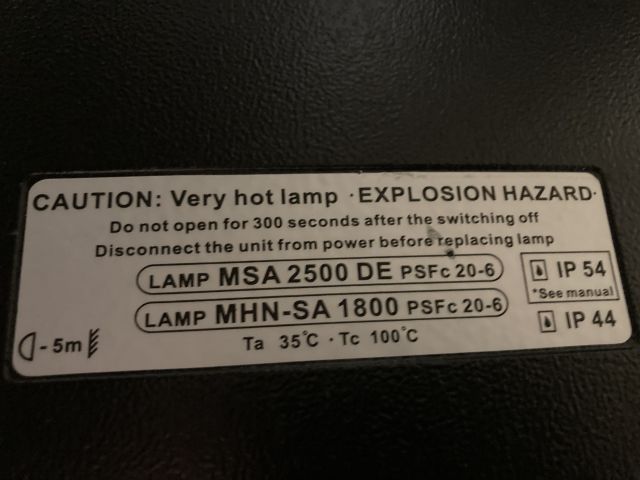 CAUTION: Very hot lamp · EXPLOSION HAZARD·
Do not open for 300 seconds after the switching off
Disconnect the unit from power before replacing lamp
LAMP MSA 2500 DE PSFc 20-6
IP 54
*See manual
LAMP MHN-SA 1800 PSFc 20-6
IP 44
- 5m
Ta 35°C · Tc 100°C